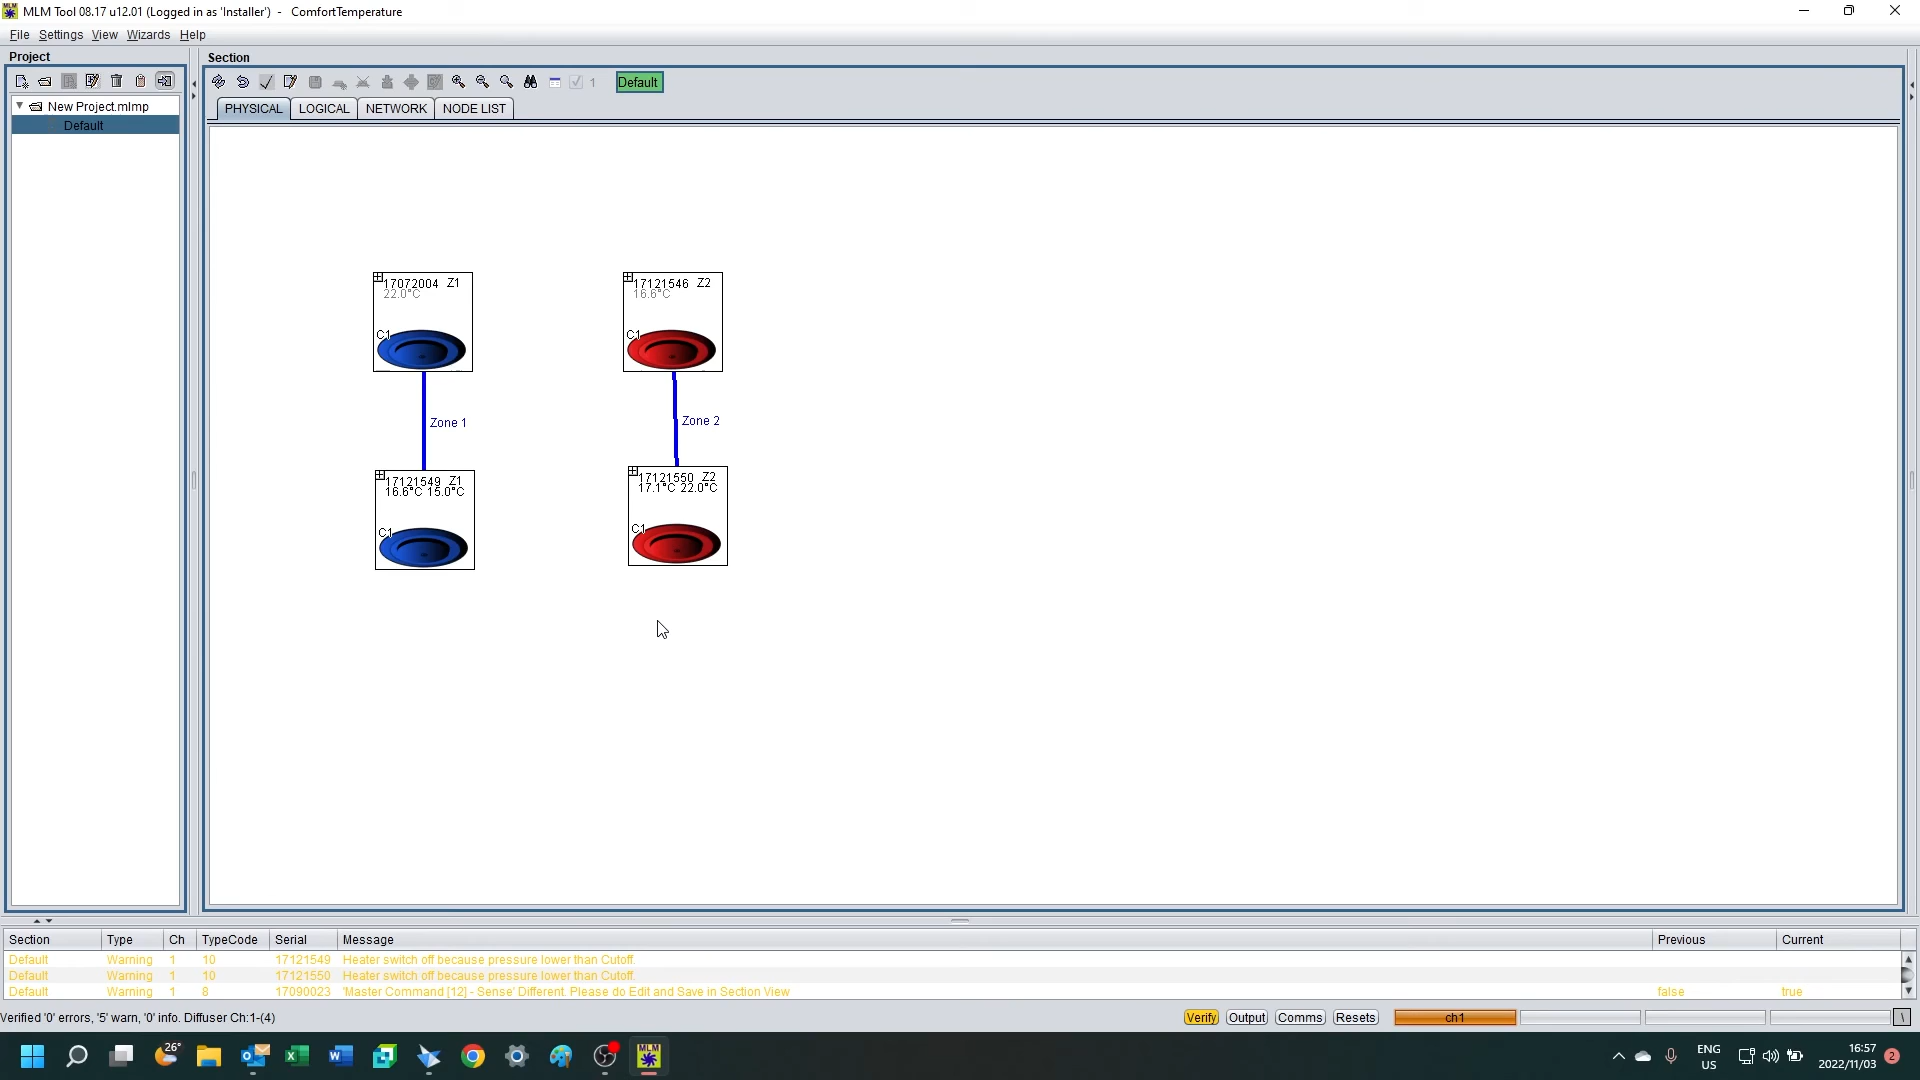 MLM Tool 08.17 u12.01 (Logged in as 'Installer') - ComfortTemperature
File Settings View Wizards Help
Project
Section
1 Default
New Project.mlmp
Default
PHYSICAL LOGICAL NETWORK NODE LIST
17072004 Z1
22.0°C
C1
17121546 Z2
16.6°C
C1
Zone 1
Zone 2
17121549 Z1
16.6°C 15.0°C
C1
17121550 Z2
17.1°C 22.0°C
C1
Section Type Ch TypeCode Serial Message Previous Current
Default Warning 1 10 17121549 Heater switch off because pressure lower than Cutoff.
Default Warning 1 10 17121550 Heater switch off because pressure lower than Cutoff.
Default Warning 1 8 17090023 'Master Command [12] - Sense' Different. Please do Edit and Save in Section View false true
Verified '0' errors, '5' warn, '0' info. Diffuser Ch:1-(4)
Verify Output Comms Resets ch1 \
26°
MLM
ENG
US
16:57
2022/11/03
2